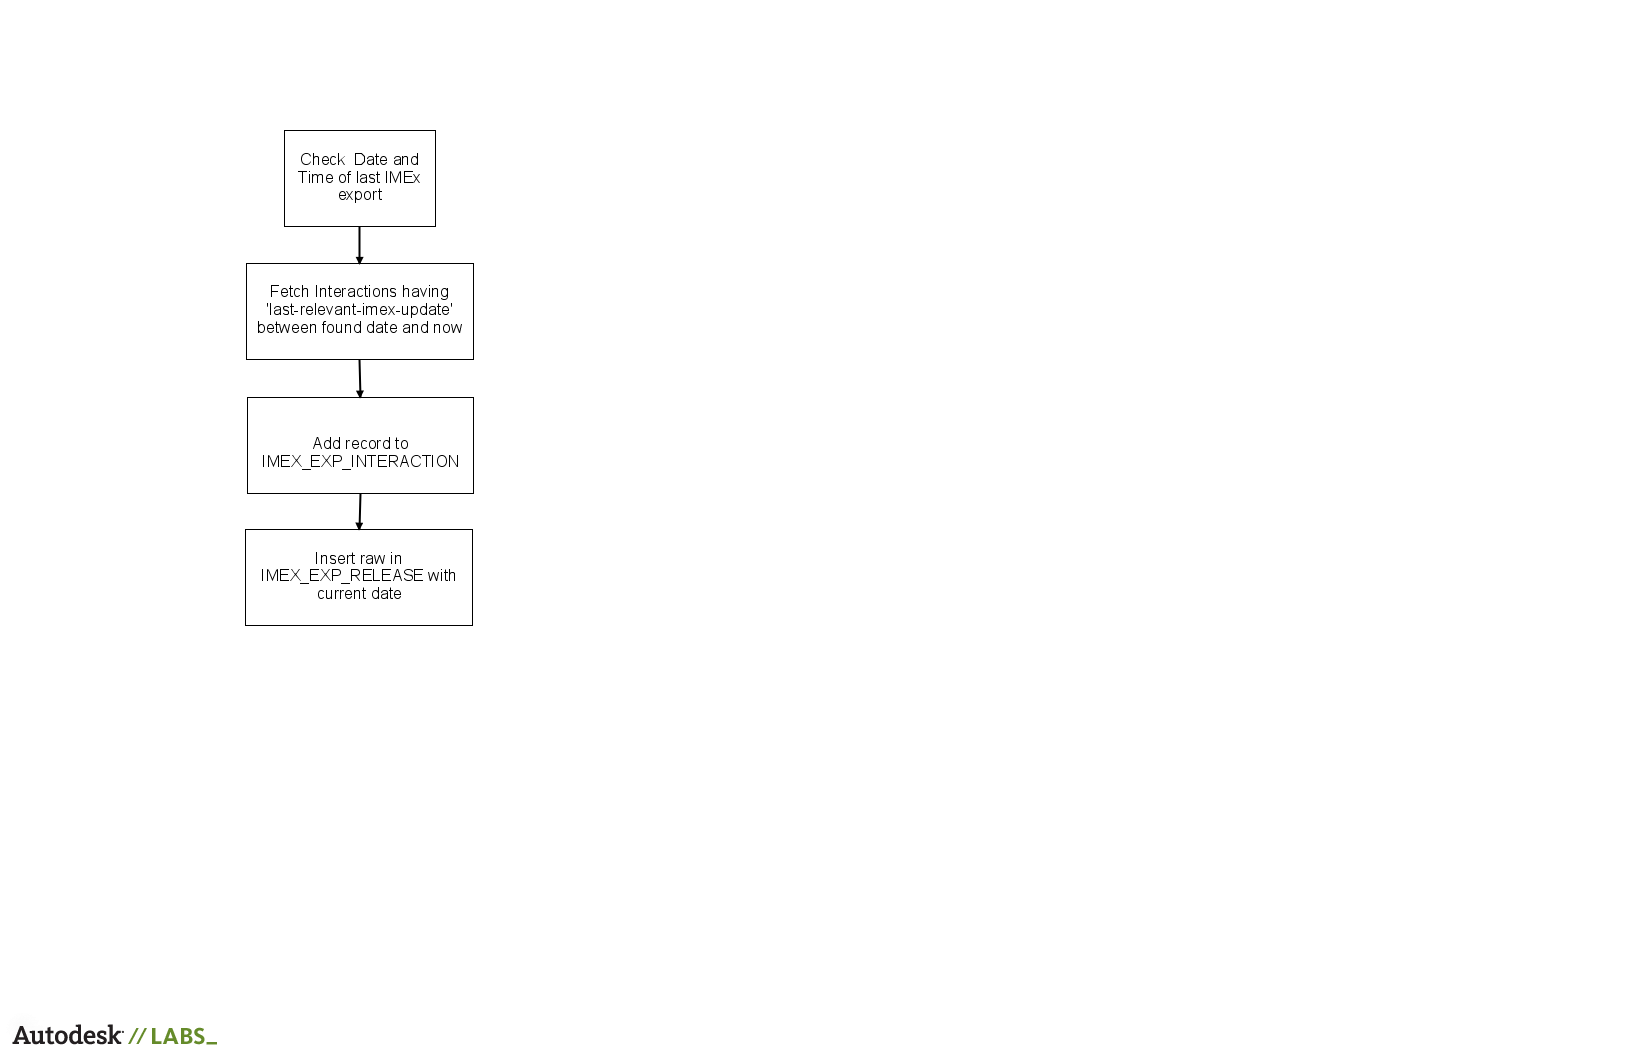 Check Date and
Time of last IMEx
export
Fetch Interactions having
'last-relevant-imex-update'
between found date and now
Add record to
IMEX_EXP_INTERACTION
Insert raw in
IMEX_EXP_RELEASE with
current date
Autodesk // LABS_